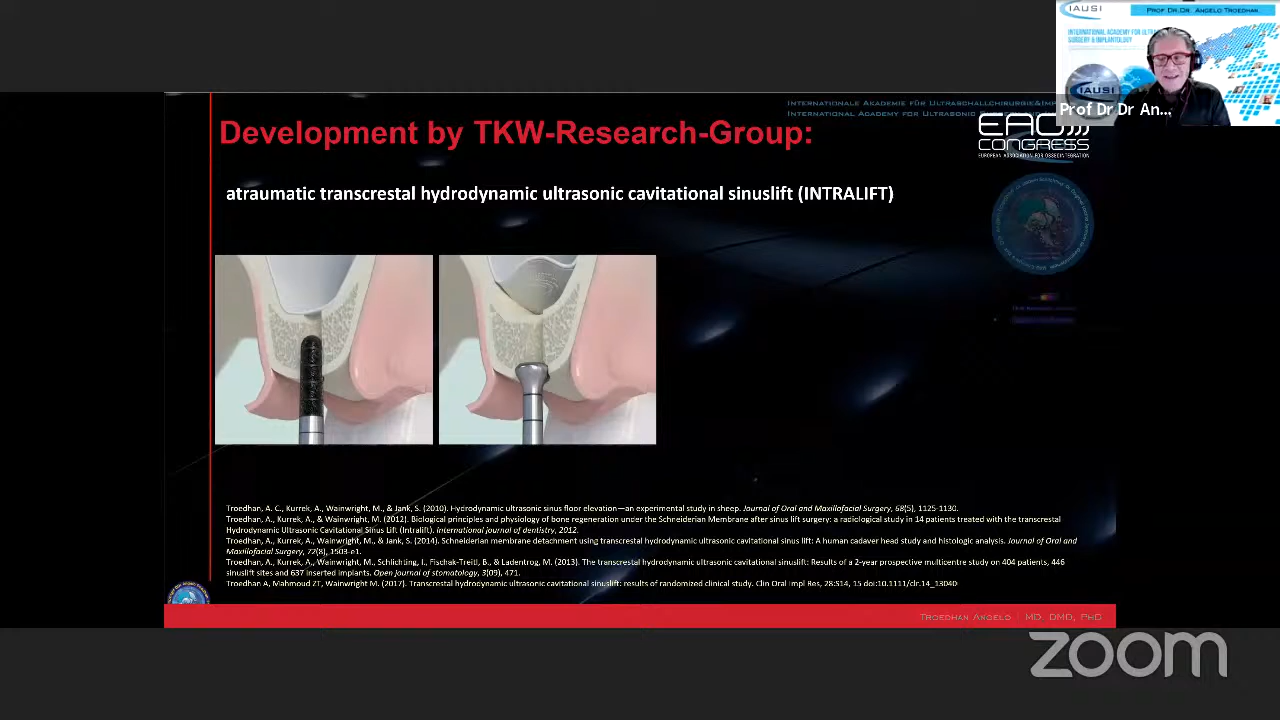 IAUSI
Prof Dr Dr Angelo Troedhan
International Academy for
Surgery & Implantology
IAUSI
Prof Dr Dr An...
Internationale Akademie für Ultraschallchirurgie&
International Academy for Ultrasonic
Development by TKW-Research-Group:
EAO
CONGRESS
EUROPEAN ASSOCIATION FOR OSSEOINTEGRATION
atraumatic transcrestal hydrodynamic ultrasonic cavitational sinuslift (INTRALIFT)
Troedhan, A. C., Kurrek, A., Wainwright, M., & Jank, S. (2010). Hydrodynamic ultrasonic sinus floor elevation—an experimental study in sheep. Journal of Oral and Maxillofacial Surgery, 68(5), 1125-1130.
Troedhan, A., Kurrek, A., & Wainwright, M. (2012). Biological principles and physiology of bone regeneration under the Schneiderian Membrane after sinus lift surgery: a radiological study in 14 patients treated with the transcrestal
Hydrodynamic Ultrasonic Cavitational Sinus Lift (Intralift). International journal of dentistry, 2012.
Troedhan, A., Kurrek, A., Wainwright, M., & Jank, S. (2014). Schneiderian membrane detachment using transcrestal hydrodynamic ultrasonic cavitational sinus lift: A human cadaver head study and histologic analysis. Journal of Oral and
Maxillofacial Surgery, 72(8), 1503-e1.
Troedhan, A., Kurrek, A., Wainwright, M., Schlichting, I., Fischak-Treitl, B., & Ladentrog, M. (2013). The transcrestal hydrodynamic ultrasonic cavitational sinuslift: Results of a 2-year prospective multicentre study on 404 patients, 446
sinuslift sites and 637 inserted implants. Open journal of stomatology, 3(09), 471.
Troedhan A, Mahmoud ZT, Wainwright M. (2017). Transcrestal hydrodynamic ultrasonic cavitational sinuslift: results of randomized clinical study. Clin Oral Impl Res, 28:S14, 15 doi:10.1111/clr.14_13040
Troedhan Angelo | MD, DMD, PhD
zoom